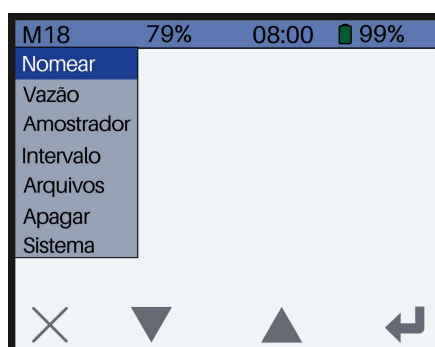 M18 79% 08:00 99%
Nomear
Vazão
Amostrador
Intervalo
Arquivos
Apagar
Sistema